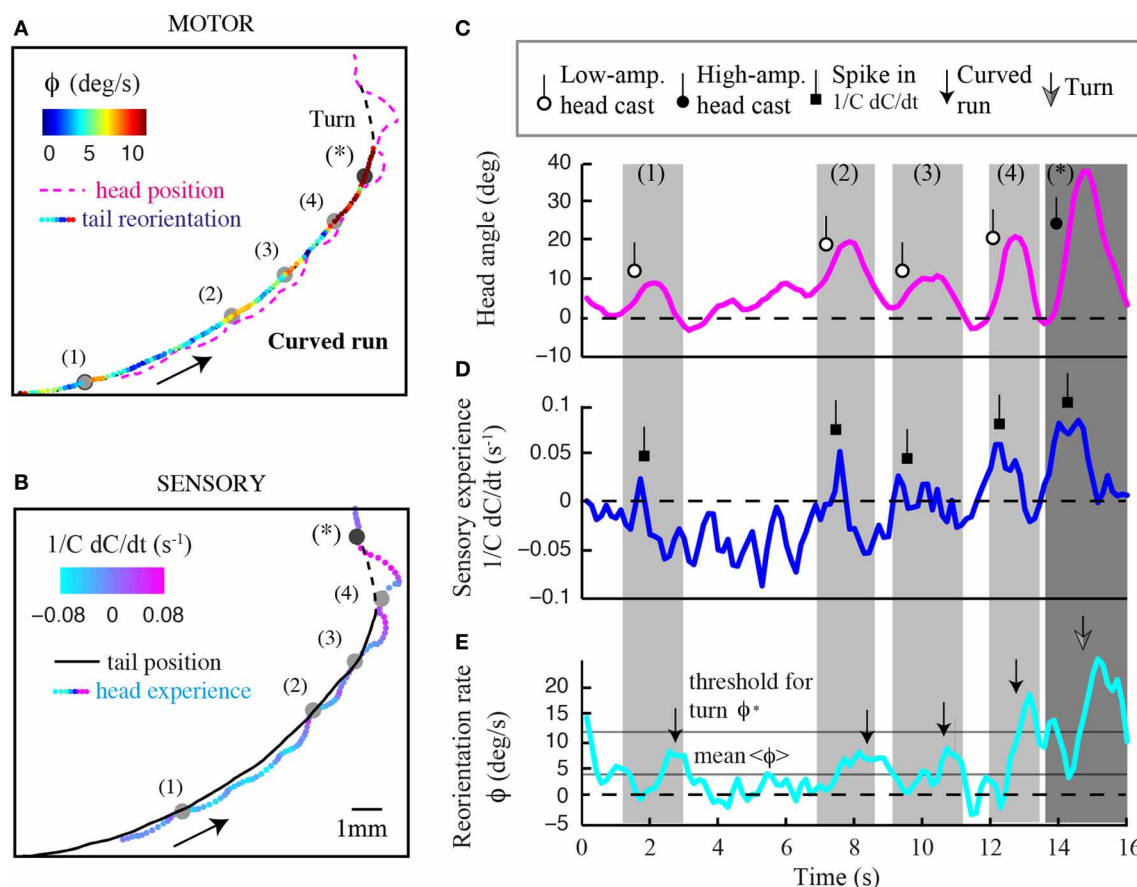 A
MOTOR
ϕ (deg/s)
0 5 10
head position
tail reorientation
Turn
(*)
(4)
(3)
(2)
(1)
Curved run
B
SENSORY
1/C dC/dt (s⁻¹)
−0.08 0 0.08
tail position
head experience
(*)
(4)
(3)
(2)
(1)
1mm
C
Low-amp.
head cast
High-amp.
head cast
Spike in
1/C dC/dt
Curved
run
Turn
Head angle (deg)
40
30
20
10
0
−10
(1) (2) (3) (4) (*)
D
Sensory experience
1/C dC/dt (s⁻¹)
0.1
0.05
0
−0.05
−0.1
E
Reorientation rate
ϕ (deg/s)
20
15
10
5
0
−5
threshold for
turn ϕ*
mean <ϕ>
0 2 4 6 8 10 12 14 16
Time (s)